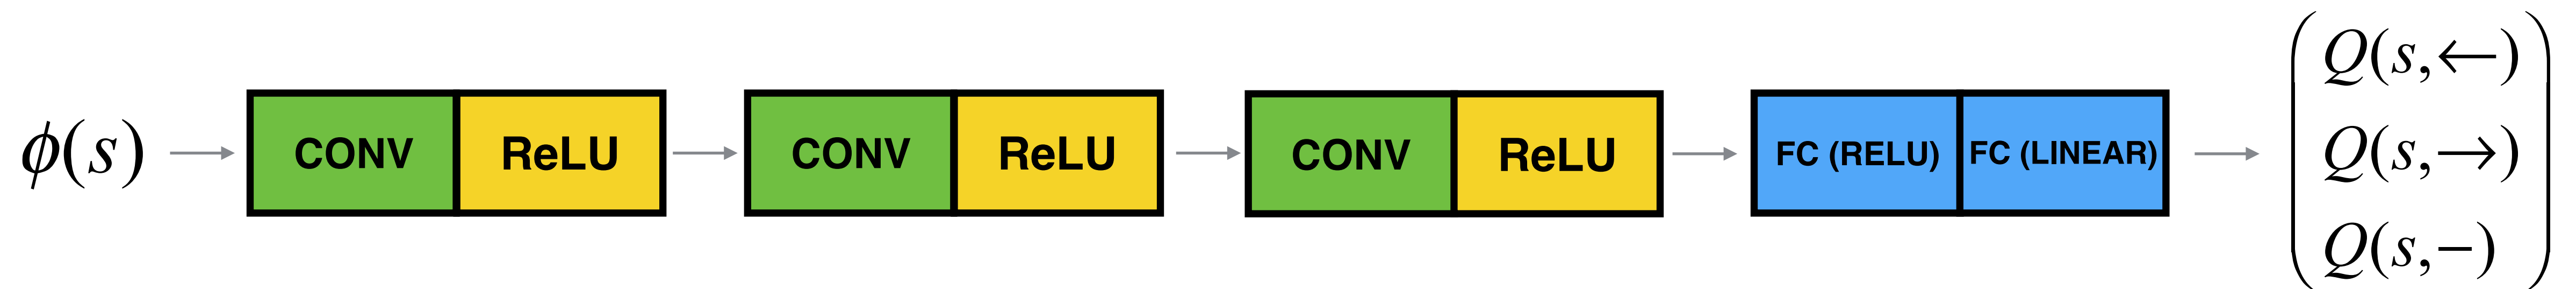 ϕ(s) → CONV ReLU → CONV ReLU → CONV ReLU → FC (RELU) FC (LINEAR) →
Q(s, ←)
Q(s, →)
Q(s, −)